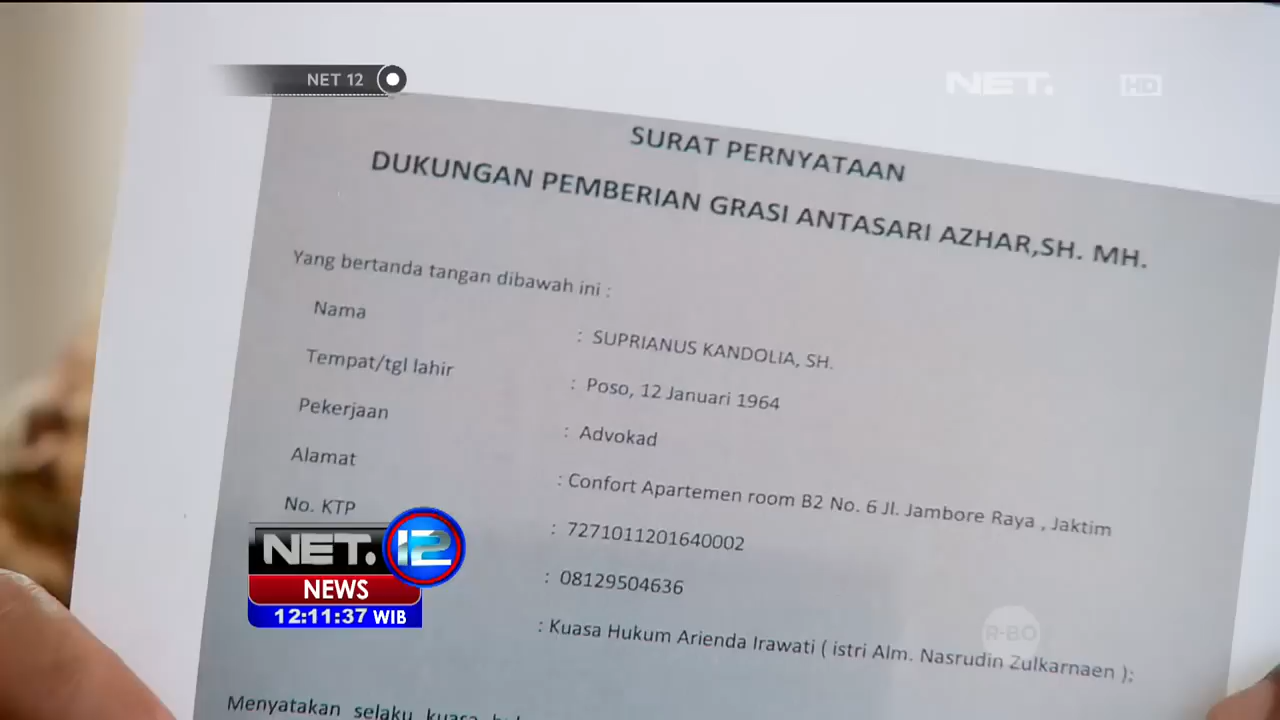 NET 12
NET. HD
SURAT PERNYATAAN
DUKUNGAN PEMBERIAN GRASI ANTASARI AZHAR,SH. MH.
Yang bertanda tangan dibawah ini :
Nama : SUPRIANUS KANDOLIA, SH.
Tempat/tgl lahir : Poso, 12 Januari 1964
Pekerjaan : Advokad
Alamat : Confort Apartemen room B2 No. 6 Jl. Jambore Raya , Jaktim
No. KTP : 7271011201640002
: 08129504636
: Kuasa Hukum Arienda Irawati ( istri Alm. Nasrudin Zulkarnaen );
Menyatakan selaku kuasa
NET. 12
NEWS
12:11:37 WIB
R-BO